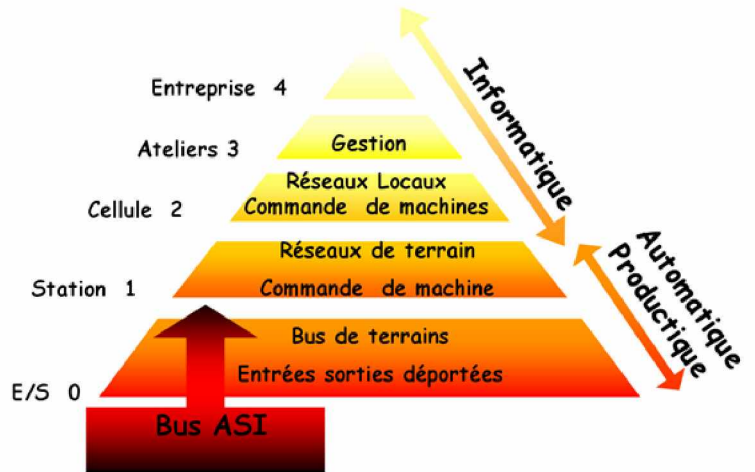 Entreprise 4
Ateliers 3
Gestion
Cellule 2
Réseaux Locaux
Commande de machines
Station 1
Réseaux de terrain
Commande de machine
E/S 0
Bus de terrains
Entrées sorties déportées
Bus ASI
Informatique
Automatique
Productique